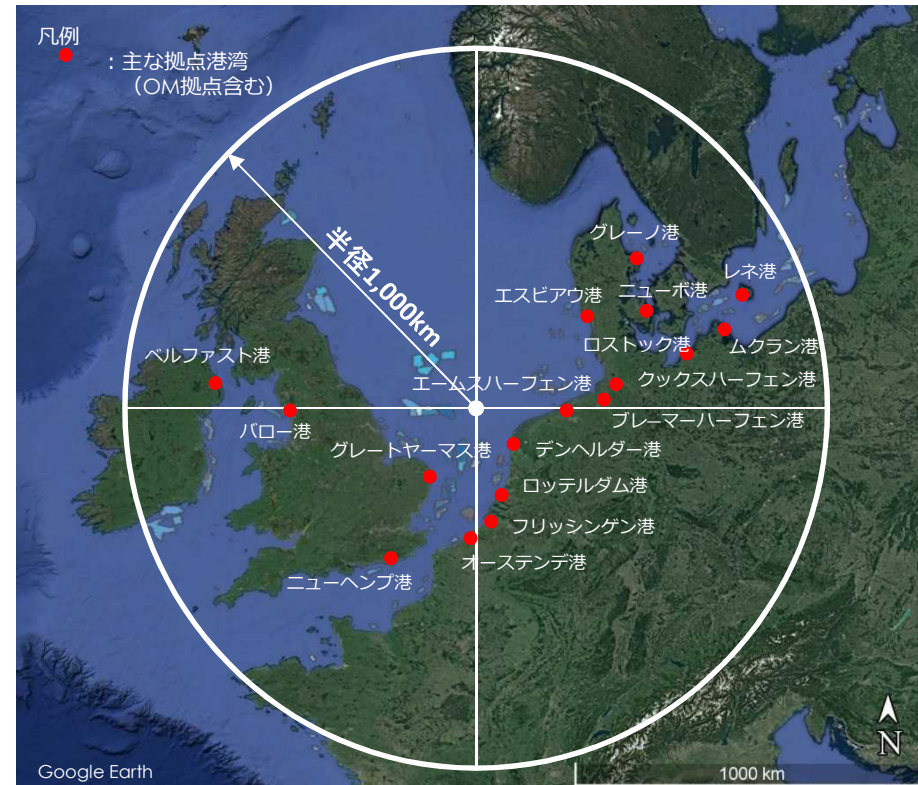 凡例
：主な拠点港湾
（OM拠点含む）
半径1,000km
グレーノ港
レネ港
エスビアウ港
ニューボ港
ロストック港
ムクラン港
ベルファスト港
エームスハーフェン港
クックスハーフェン港
バロー港
ブレーマーハーフェン港
グレートヤーマス港
デンヘルダー港
ロッテルダム港
フリッシンゲン港
オーステンデ港
ニューヘンプ港
N
Google Earth
1000 km